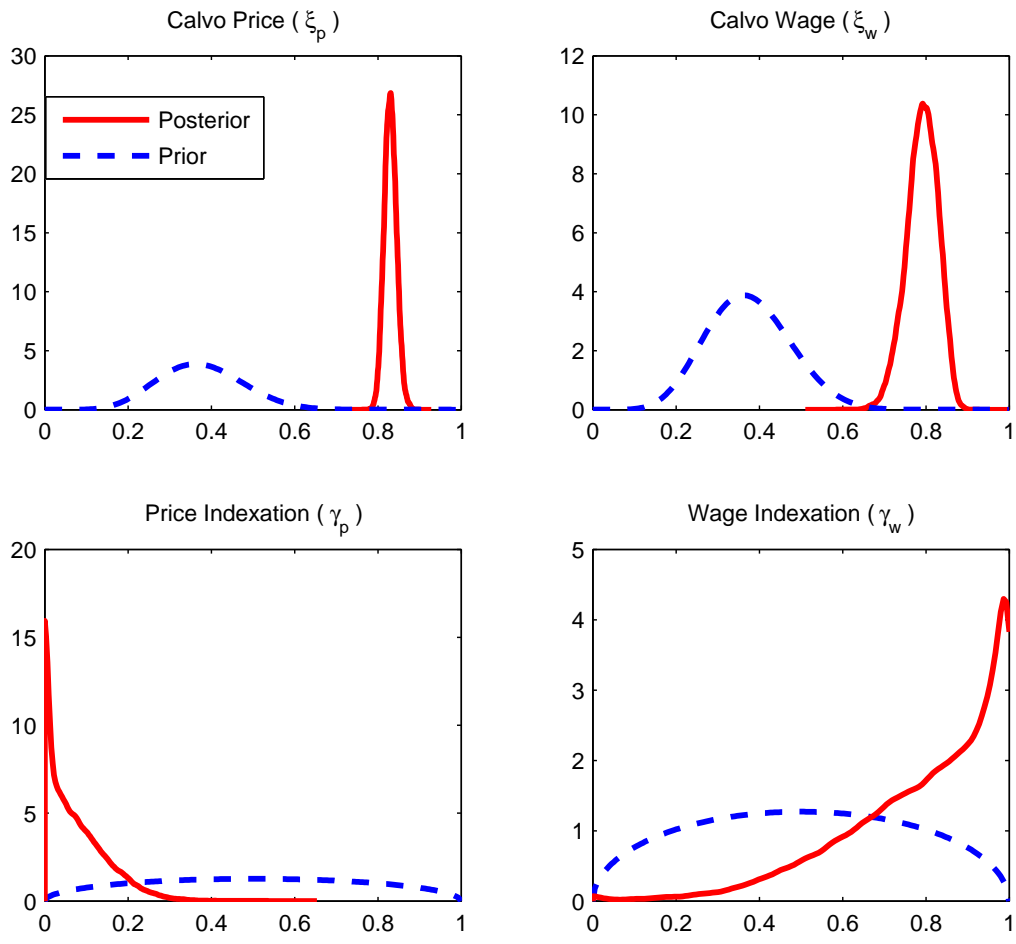 Calvo Price ( ξp )
30
25
20
15
10
5
0
0 0.2 0.4 0.6 0.8 1
Posterior
Prior
Calvo Wage ( ξw )
12
10
8
6
4
2
0
0 0.2 0.4 0.6 0.8 1
Price Indexation ( γp )
20
15
10
5
0
0 0.2 0.4 0.6 0.8 1
Wage Indexation ( γw )
5
4
3
2
1
0
0 0.2 0.4 0.6 0.8 1